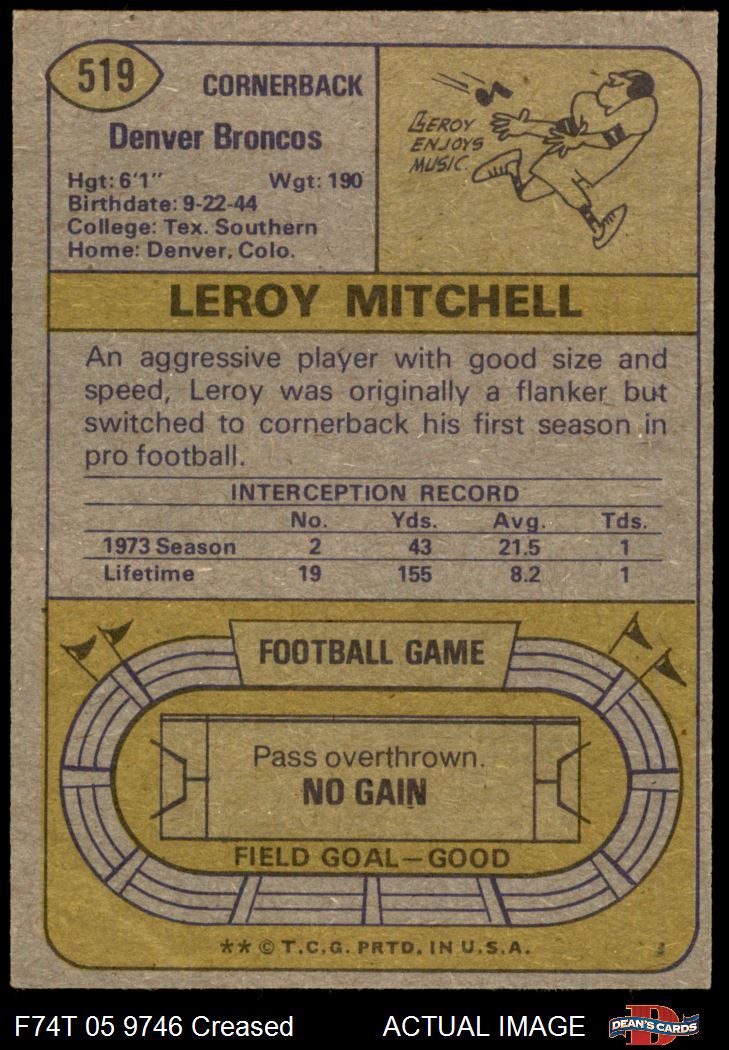 519
CORNERBACK
Denver Broncos
Hgt: 6'1" Wgt: 190
Birthdate: 9-22-44
College: Tex. Southern
Home: Denver, Colo.
LEROY
ENJOYS
MUSIC.
LEROY MITCHELL
An aggressive player with good size and
speed, Leroy was originally a flanker but
switched to cornerback his first season in
pro football.
INTERCEPTION RECORD
No. Yds. Avg. Tds.
1973 Season 2 43 21.5 1
Lifetime 19 155 8.2 1
FOOTBALL GAME
Pass overthrown.
NO GAIN
FIELD GOAL—GOOD
** © T.C.G. PRTD. IN U.S.A.
F74T 05 9746 Creased ACTUAL IMAGE
DEAN'S CARDS